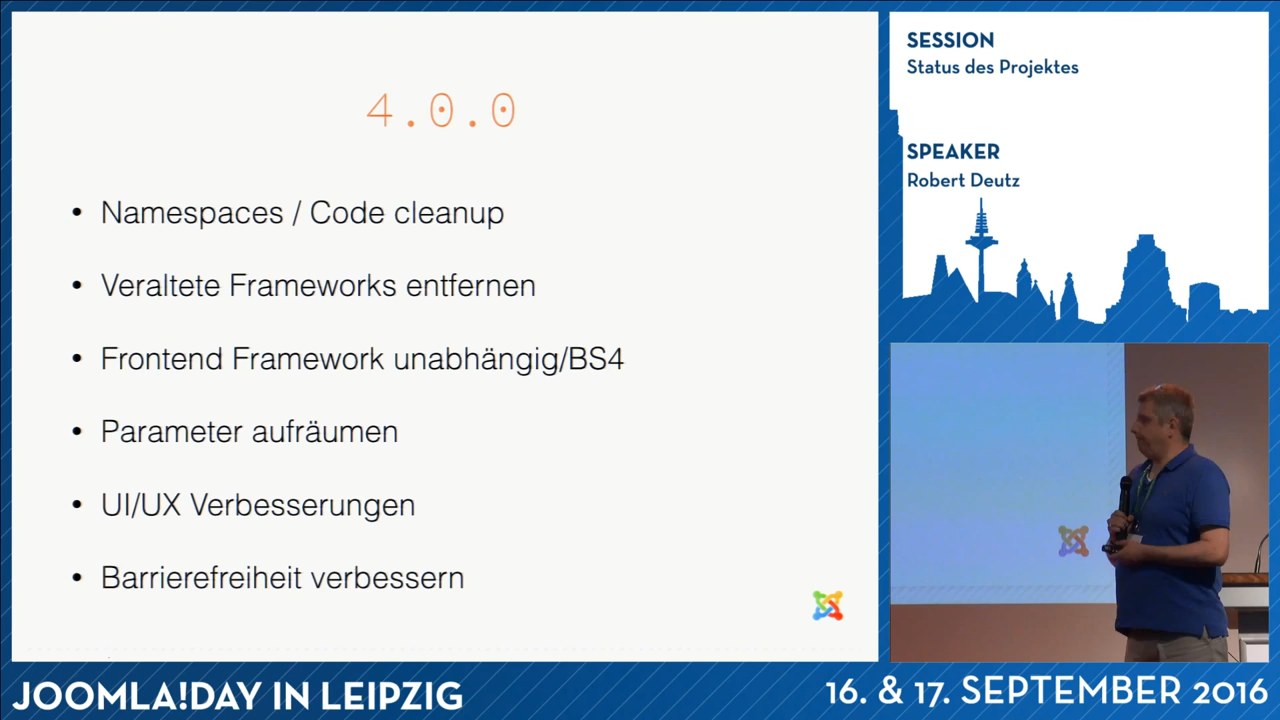 4.0.0
• Namespaces / Code cleanup
• Veraltete Frameworks entfernen
• Frontend Framework unabhängig/BS4
• Parameter aufräumen
• UI/UX Verbesserungen
• Barrierefreiheit verbessern
SESSION
Status des Projektes
SPEAKER
Robert Deutz
JOOMLA!DAY IN LEIPZIG
16. & 17. SEPTEMBER 2016